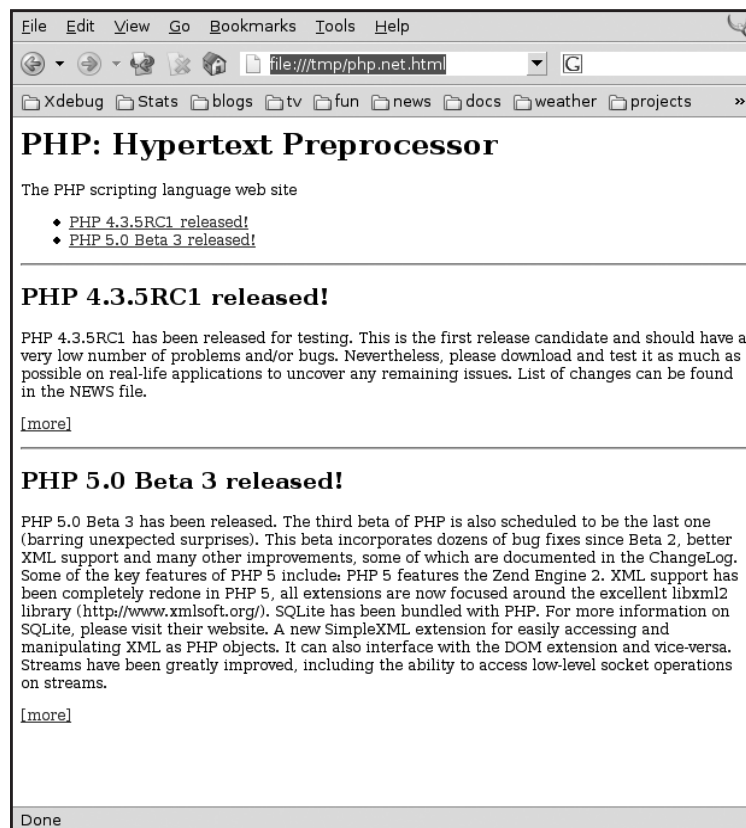 File Edit View Go Bookmarks Tools Help
file:///tmp/php.net.html G
Xdebug Stats blogs tv fun news docs weather projects »
PHP: Hypertext Preprocessor
The PHP scripting language web site
PHP 4.3.5RC1 released!
PHP 5.0 Beta 3 released!
PHP 4.3.5RC1 released!
PHP 4.3.5RC1 has been released for testing. This is the first release candidate and should have a
very low number of problems and/or bugs. Nevertheless, please download and test it as much as
possible on real-life applications to uncover any remaining issues. List of changes can be found
in the NEWS file.
[more]
PHP 5.0 Beta 3 released!
PHP 5.0 Beta 3 has been released. The third beta of PHP is also scheduled to be the last one
(barring unexpected surprises). This beta incorporates dozens of bug fixes since Beta 2, better
XML support and many other improvements, some of which are documented in the ChangeLog.
Some of the key features of PHP 5 include: PHP 5 features the Zend Engine 2. XML support has
been completely redone in PHP 5, all extensions are now focused around the excellent libxml2
library (http://www.xmlsoft.org/). SQLite has been bundled with PHP. For more information on
SQLite, please visit their website. A new SimpleXML extension for easily accessing and
manipulating XML as PHP objects. It can also interface with the DOM extension and vice-versa.
Streams have been greatly improved, including the ability to access low-level socket operations
on streams.
[more]
Done